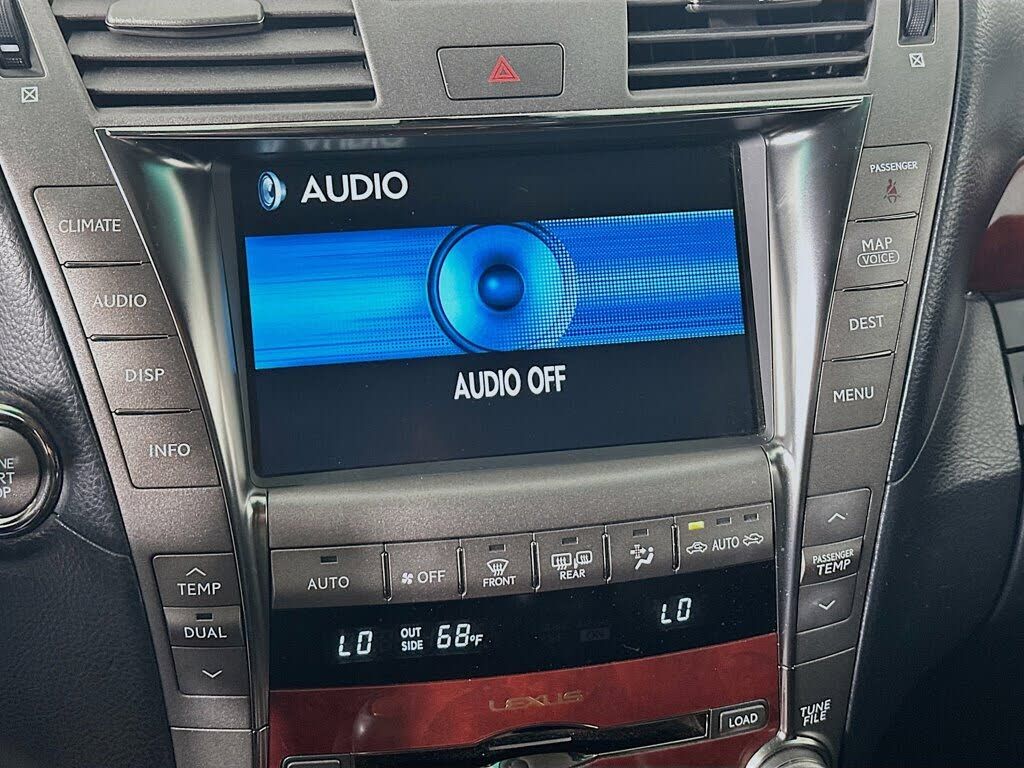 AUDIO
AUDIO OFF
CLIMATE
AUDIO
DISP
INFO
PASSENGER
MAP
VOICE
DEST
MENU
TEMP
DUAL
AUTO
OFF
FRONT
REAR
AUTO
PASSENGER
TEMP
LO
OUT
SIDE
68°F
LO
LEXUS
LOAD
TUNE
FILE